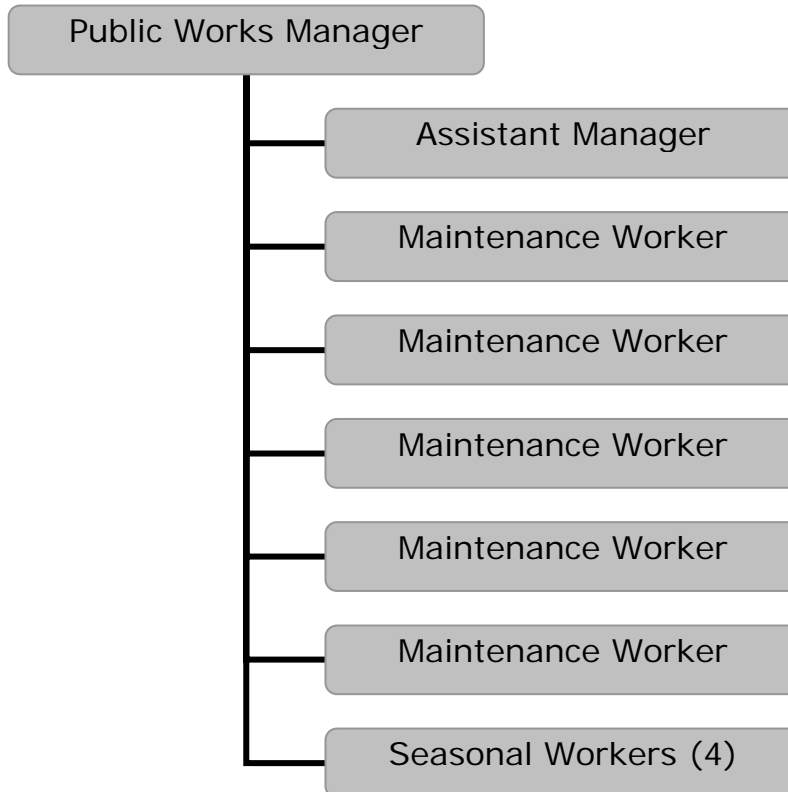 Public Works Manager
Assistant Manager
Maintenance Worker
Maintenance Worker
Maintenance Worker
Maintenance Worker
Maintenance Worker
Seasonal Workers (4)